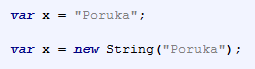 var x = "Poruka";
var x = new String("Poruka");